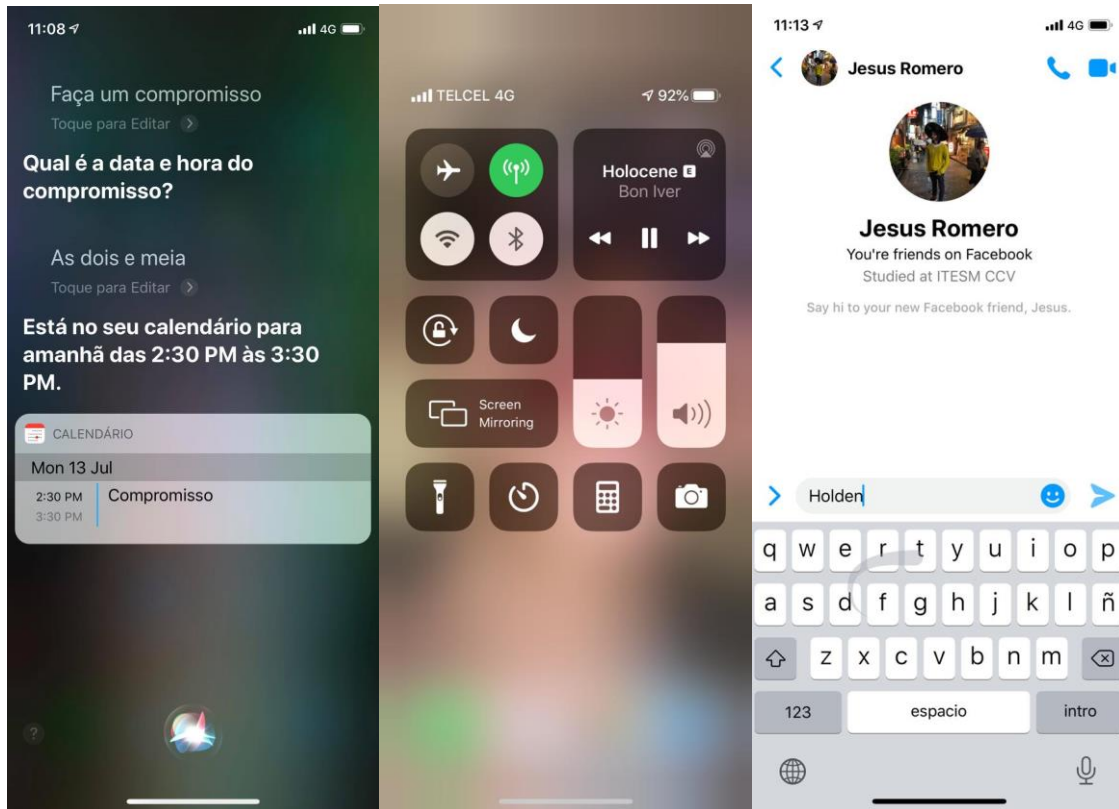 11:08
4G
Faça um compromisso
Toque para Editar
Qual é a data e hora do
compromisso?
As dois e meia
Toque para Editar
Está no seu calendário para
amanhã das 2:30 PM às 3:30
PM.
CALENDÁRIO
Mon 13 Jul
2:30 PM Compromisso
3:30 PM
?
TELCEL 4G
92%
Holocene E
Bon Iver
Screen
Mirroring
11:13
4G
Jesus Romero
Jesus Romero
You're friends on Facebook
Studied at ITESM CCV
Say hi to your new Facebook friend, Jesus.
Holden
q w e r t y u i o p
a s d f g h j k l ñ
z x c v b n m
123 espacio intro